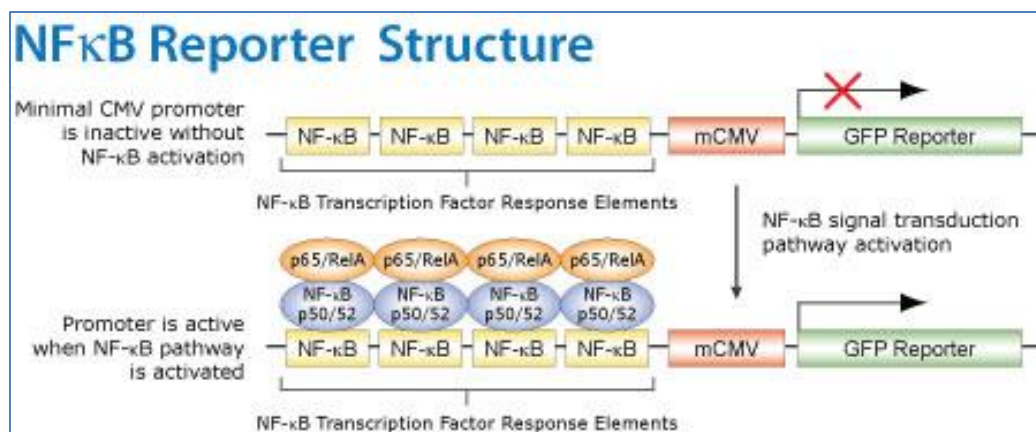 NFκB Reporter Structure
Minimal CMV promoter
is inactive without
NF-κB activation
NF-κB NF-κB NF-κB NF-κB mCMV GFP Reporter
NF-κB Transcription Factor Response Elements
NF-κB signal transduction
pathway activation
p65/RelA p65/RelA p65/RelA p65/RelA
NF-κB NF-κB NF-κB NF-κB
p50/52 p50/52 p50/52 p50/52
Promoter is active
when NF-κB pathway
is activated
NF-κB NF-κB NF-κB NF-κB mCMV GFP Reporter
NF-κB Transcription Factor Response Elements